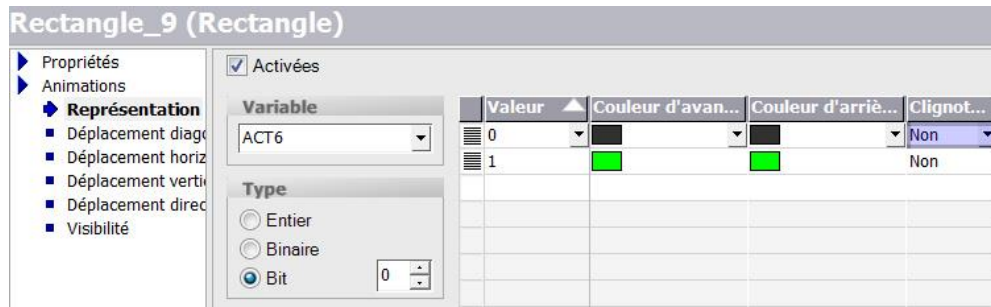 Rectangle_9 (Rectangle)
Propriétés
Animations
Représentation
Déplacement diag
Déplacement horiz
Déplacement verti
Déplacement direc
Visibilité
Activées
Variable
ACT6
Type
Entier
Binaire
Bit 0
Valeur Couleur d'avan... Couleur d'arriè... Clignot...
0 Non
1 Non